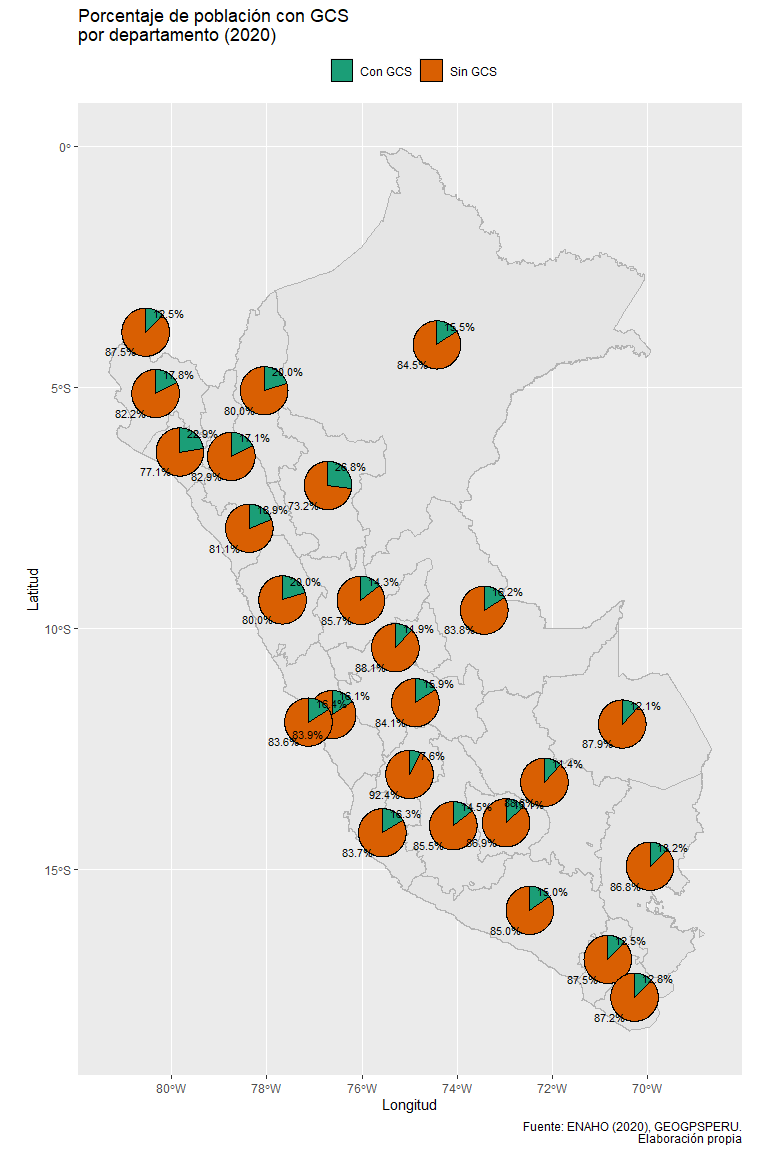 Porcentaje de población con GCS
por departamento (2020)
Con GCS
Sin GCS
0°
5°S
10°S
15°S
Latitud
12.5%
87.5%
15.5%
84.5%
17.8%
82.2%
20.0%
80.0%
22.9%
77.1%
17.1%
82.9%
26.8%
73.2%
18.9%
81.1%
20.0%
80.0%
14.3%
85.7%
16.2%
83.8%
11.9%
88.1%
15.9%
84.1%
16.1%
83.9%
16.4%
83.6%
12.1%
87.9%
7.6%
92.4%
11.4%
16.3%
83.7%
14.5%
85.5%
86.9%
13.2%
86.8%
15.0%
85.0%
12.5%
87.5%
12.8%
87.2%
80°W
78°W
76°W
74°W
72°W
70°W
Longitud
Fuente: ENAHO (2020), GEOGPSPERU.
Elaboración propia